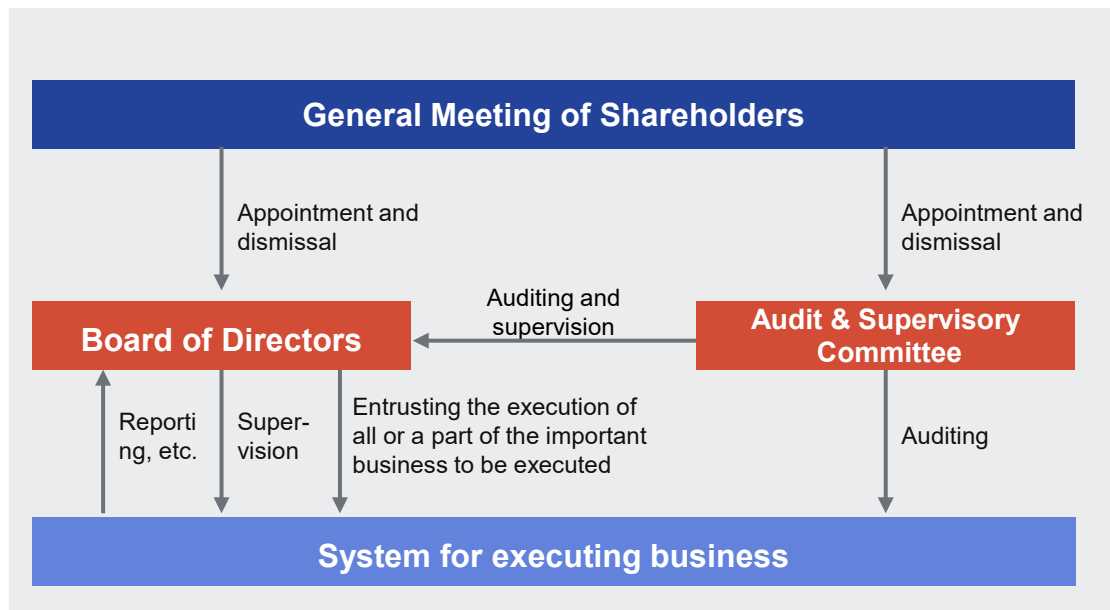 General Meeting of Shareholders
Appointment and
dismissal
Appointment and
dismissal
Auditing and
supervision
Board of Directors
Audit & Supervisory
Committee
Reporti
ng, etc.
Super-
vision
Entrusting the execution of
all or a part of the important
business to be executed
Auditing
System for executing business